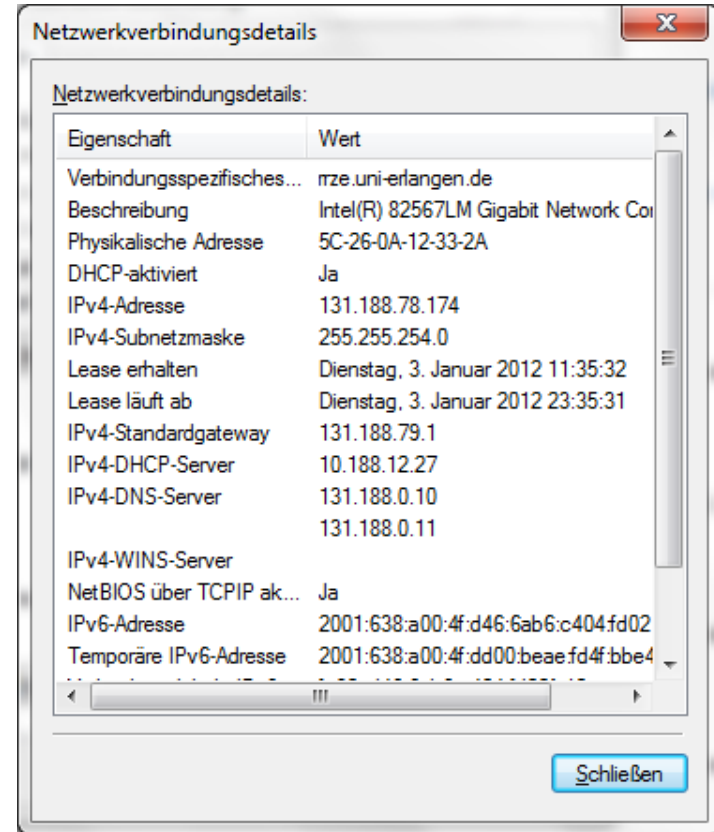 Netzwerkverbindungsdetails
Netzwerkverbindungsdetails:
Eigenschaft Wert
Verbindungsspezifisches... rrze.uni-erlangen.de
Beschreibung Intel(R) 82567LM Gigabit Network Cor
Physikalische Adresse 5C-26-0A-12-33-2A
DHCP-aktiviert Ja
IPv4-Adresse 131.188.78.174
IPv4-Subnetzmaske 255.255.254.0
Lease erhalten Dienstag, 3. Januar 2012 11:35:32
Lease läuft ab Dienstag, 3. Januar 2012 23:35:31
IPv4-Standardgateway 131.188.79.1
IPv4-DHCP-Server 10.188.12.27
IPv4-DNS-Server 131.188.0.10
131.188.0.11
IPv4-WINS-Server
NetBIOS über TCPIP ak... Ja
IPv6-Adresse 2001:638:a00:4f:d46:6ab6:c404:fd02
Temporäre IPv6-Adresse 2001:638:a00:4f:dd00:beae:fd4f:bbe4
Schließen